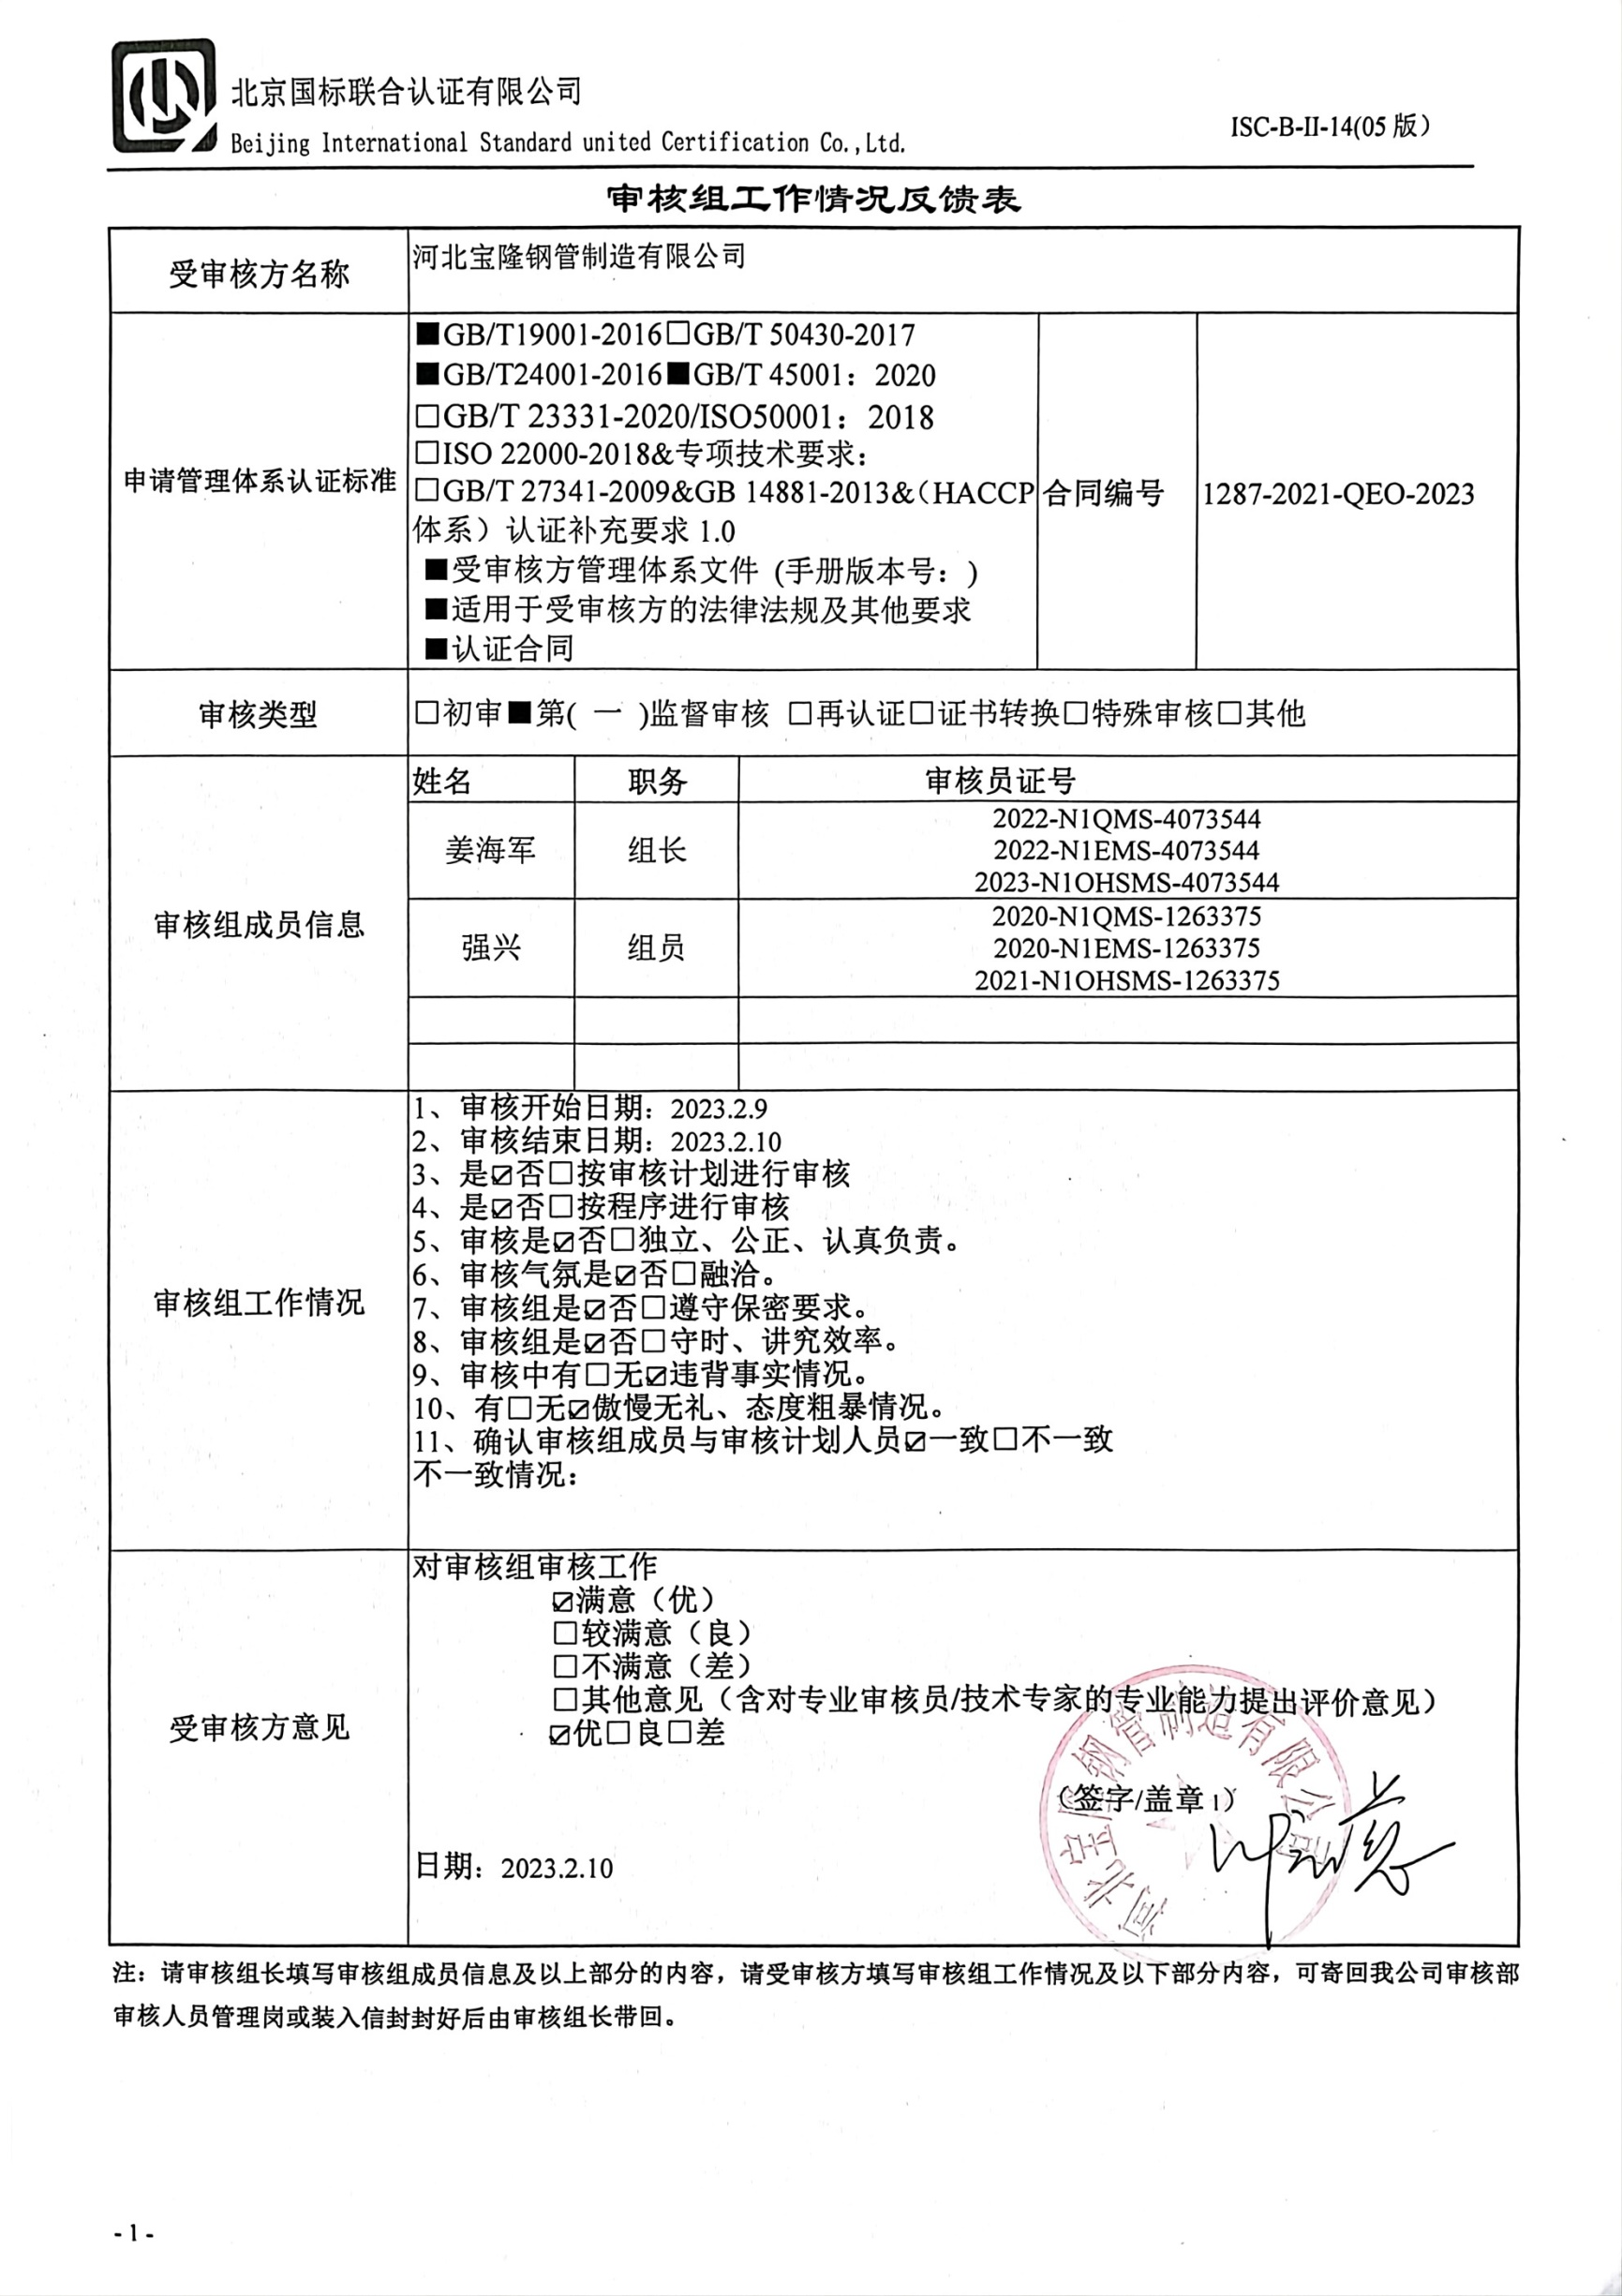 北京国标联合认证有限公司
Beijing International Standard united Certification Co.,Ltd.
ISC-B-II-14(05 版)
审核组工作情况反馈表
受审核方名称
河北宝隆钢管制造有限公司
申请管理体系认证标准
■GB/T19001-2016□GB/T 50430-2017
■GB/T24001-2016■GB/T 45001：2020
□GB/T 23331-2020/ISO50001：2018
□ISO 22000-2018&专项技术要求：
□GB/T 27341-2009&GB 14881-2013&（HACCP
体系）认证补充要求 1.0
■受审核方管理体系文件 (手册版本号：)
■适用于受审核方的法律法规及其他要求
■认证合同
合同编号
1287-2021-QEO-2023
审核类型
□初审■第( 一 )监督审核 □再认证□证书转换□特殊审核□其他
审核组成员信息
姓名 职务 审核员证号
姜海军 组长
2022-N1QMS-4073544
2022-N1EMS-4073544
2023-N1OHSMS-4073544
强兴 组员
2020-N1QMS-1263375
2020-N1EMS-1263375
2021-N1OHSMS-1263375
审核组工作情况
1、审核开始日期：2023.2.9
2、审核结束日期：2023.2.10
3、是☑否□按审核计划进行审核
4、是☑否□按程序进行审核
5、审核是☑否□独立、公正、认真负责。
6、审核气氛是☑否□融洽。
7、审核组是☑否□遵守保密要求。
8、审核组是☑否□守时、讲究效率。
9、审核中有□无☑违背事实情况。
10、有□无☑傲慢无礼、态度粗暴情况。
11、确认审核组成员与审核计划人员☑一致□不一致
不一致情况：
受审核方意见
对审核组审核工作
☑满意（优）
□较满意（良）
□不满意（差）
□其他意见（含对专业审核员/技术专家的专业能力提出评价意见）
☑优□良□差
（签字/盖章 1）
河北宝隆钢管制造有限公司
日期：2023.2.10
注：请审核组长填写审核组成员信息及以上部分的内容，请受审核方填写审核组工作情况及以下部分内容，可寄回我公司审核部
审核人员管理岗或装入信封封好后由审核组长带回。
- 1 -